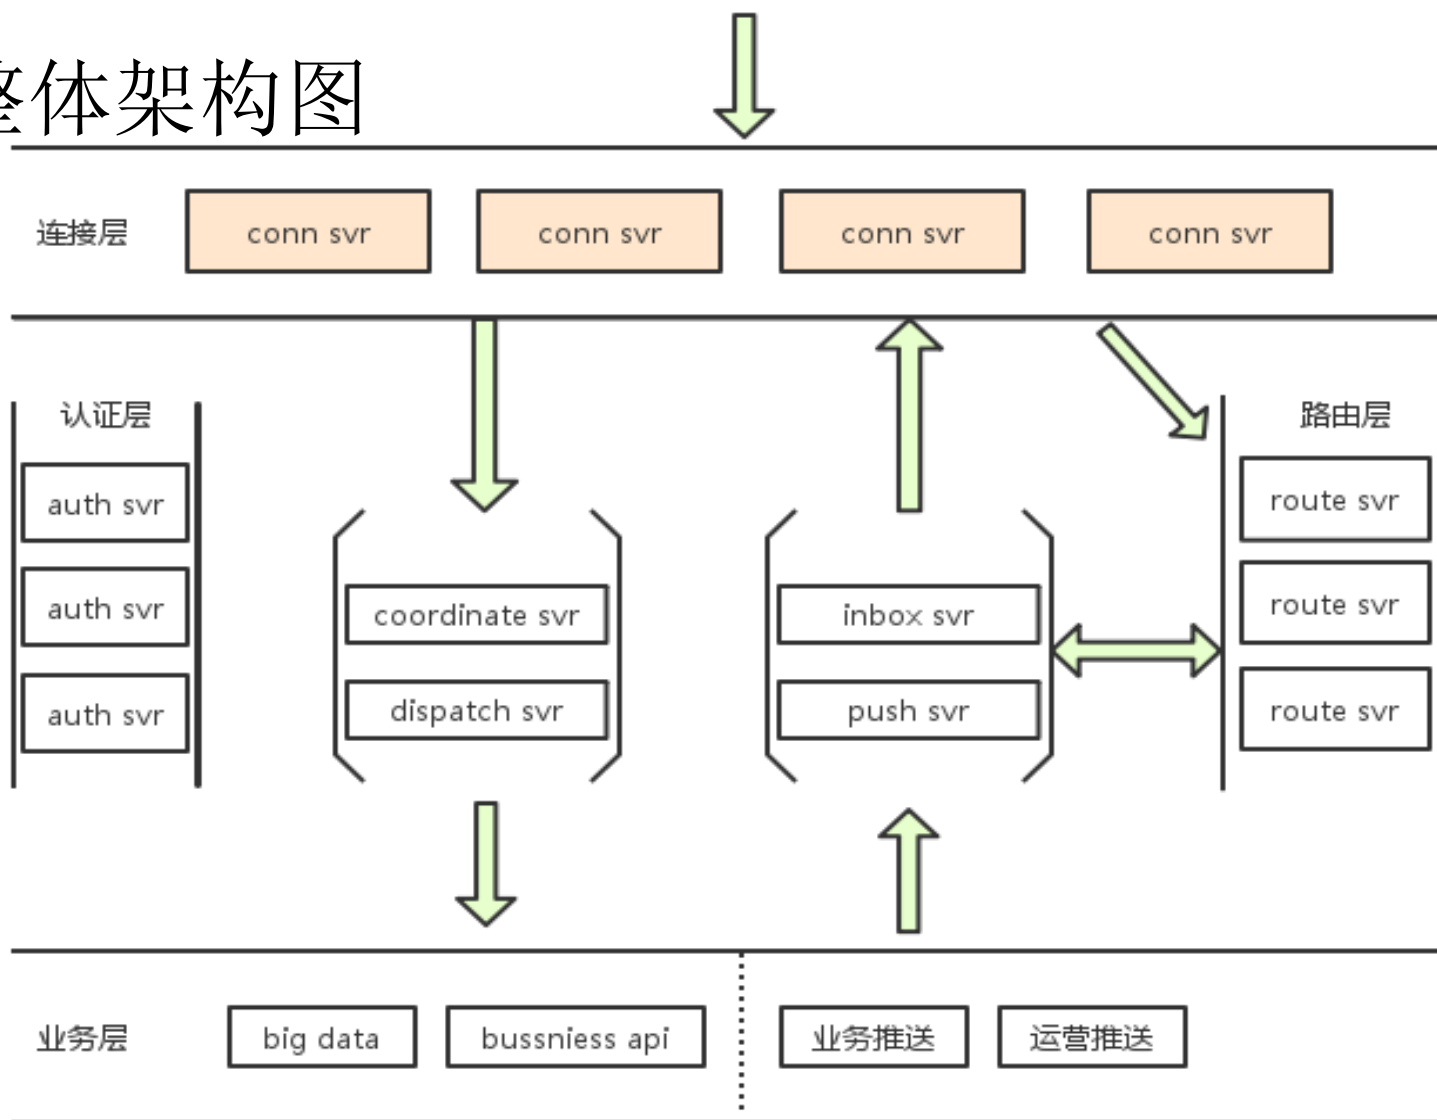 整体架构图
连接层 conn svr conn svr conn svr conn svr
认证层
路由层
auth svr
auth svr
auth svr
coordinate svr
dispatch svr
inbox svr
push svr
route svr
route svr
route svr
业务层 big data bussniess api 业务推送 运营推送